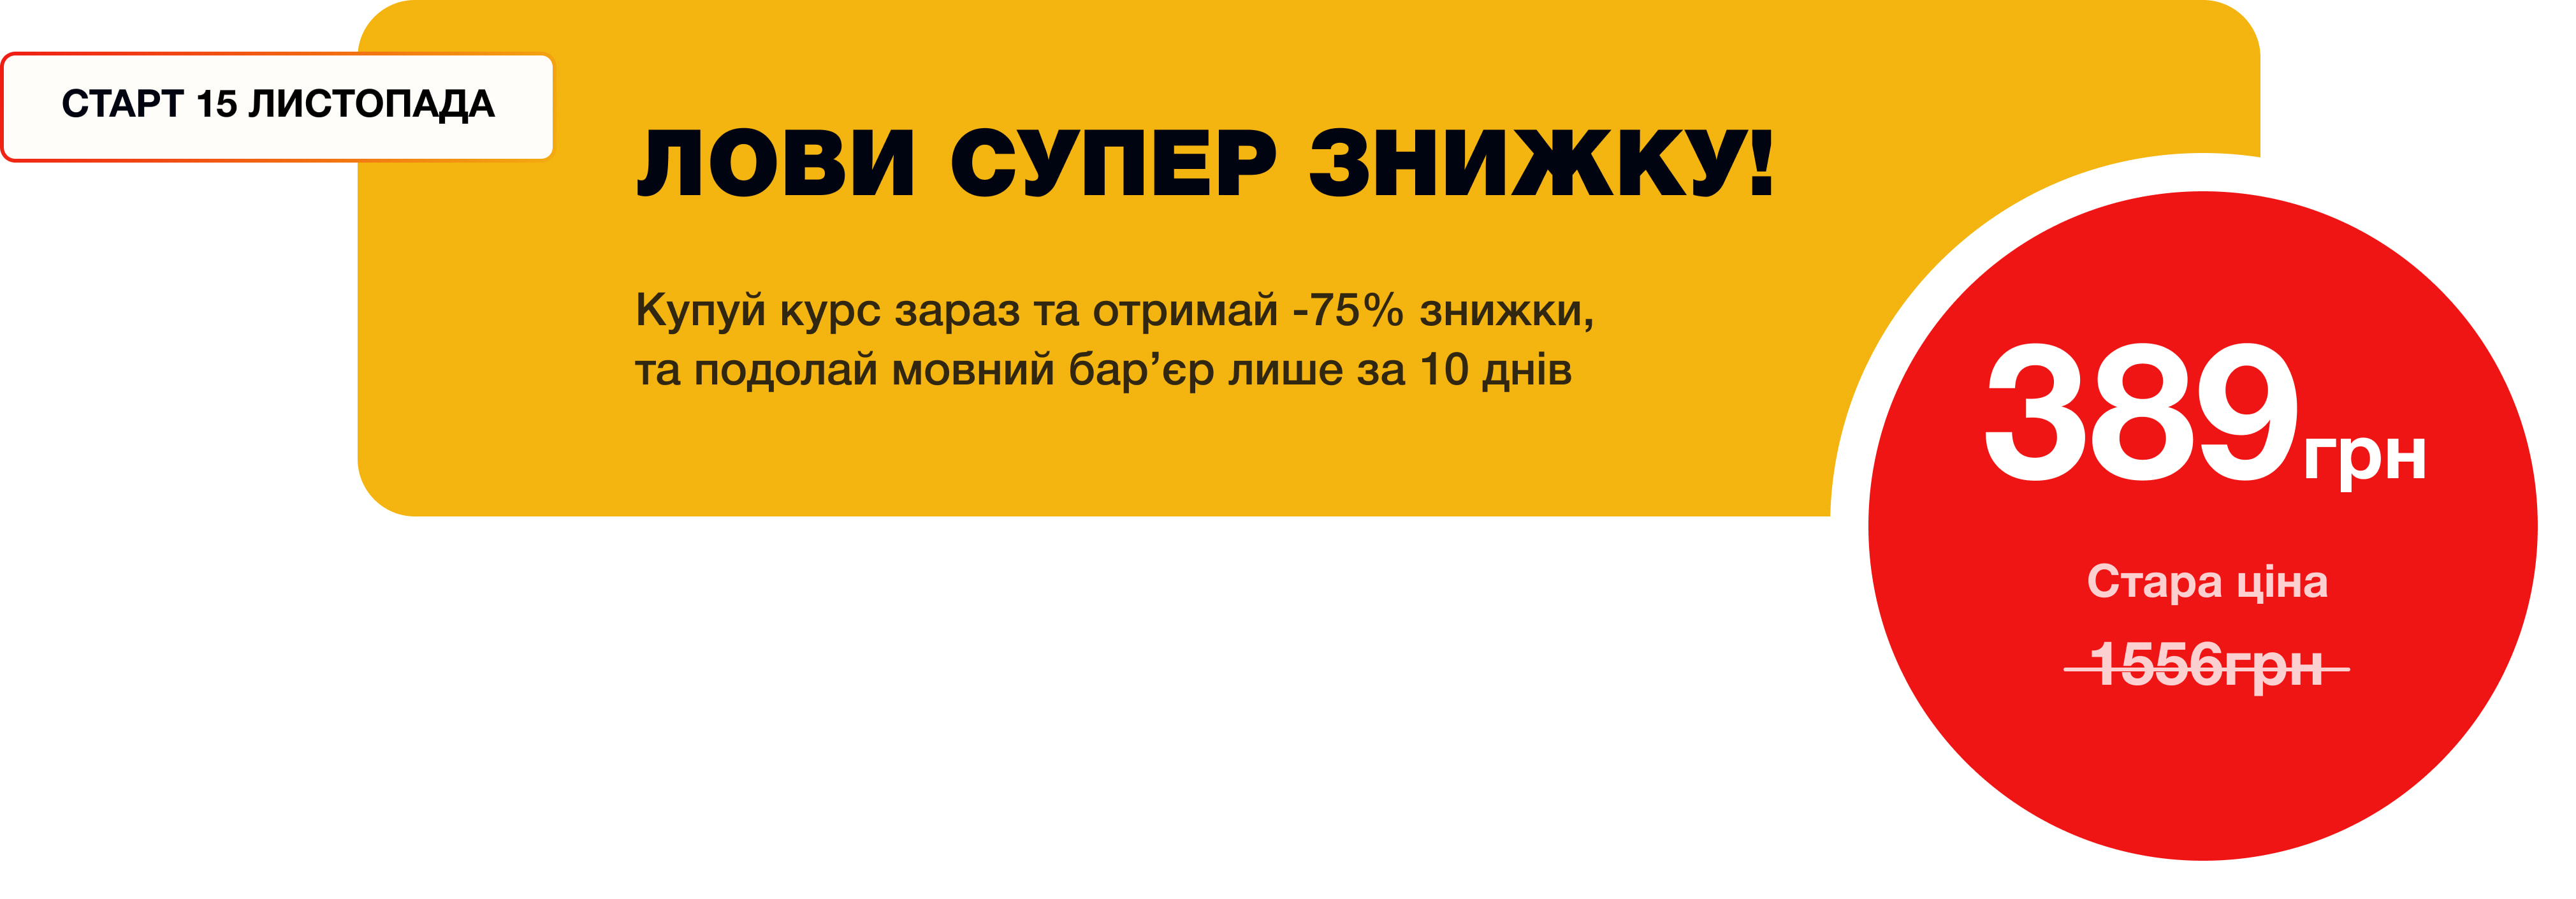 СТАРТ 15 ЛИСТОПАДА
ЛОВИ СУПЕР ЗНИЖКУ!
Купуй курс зараз та отримай -75% знижки,
та подолай мовний бар’єр лише за 10 днів
389грн
Стара ціна
1556грн